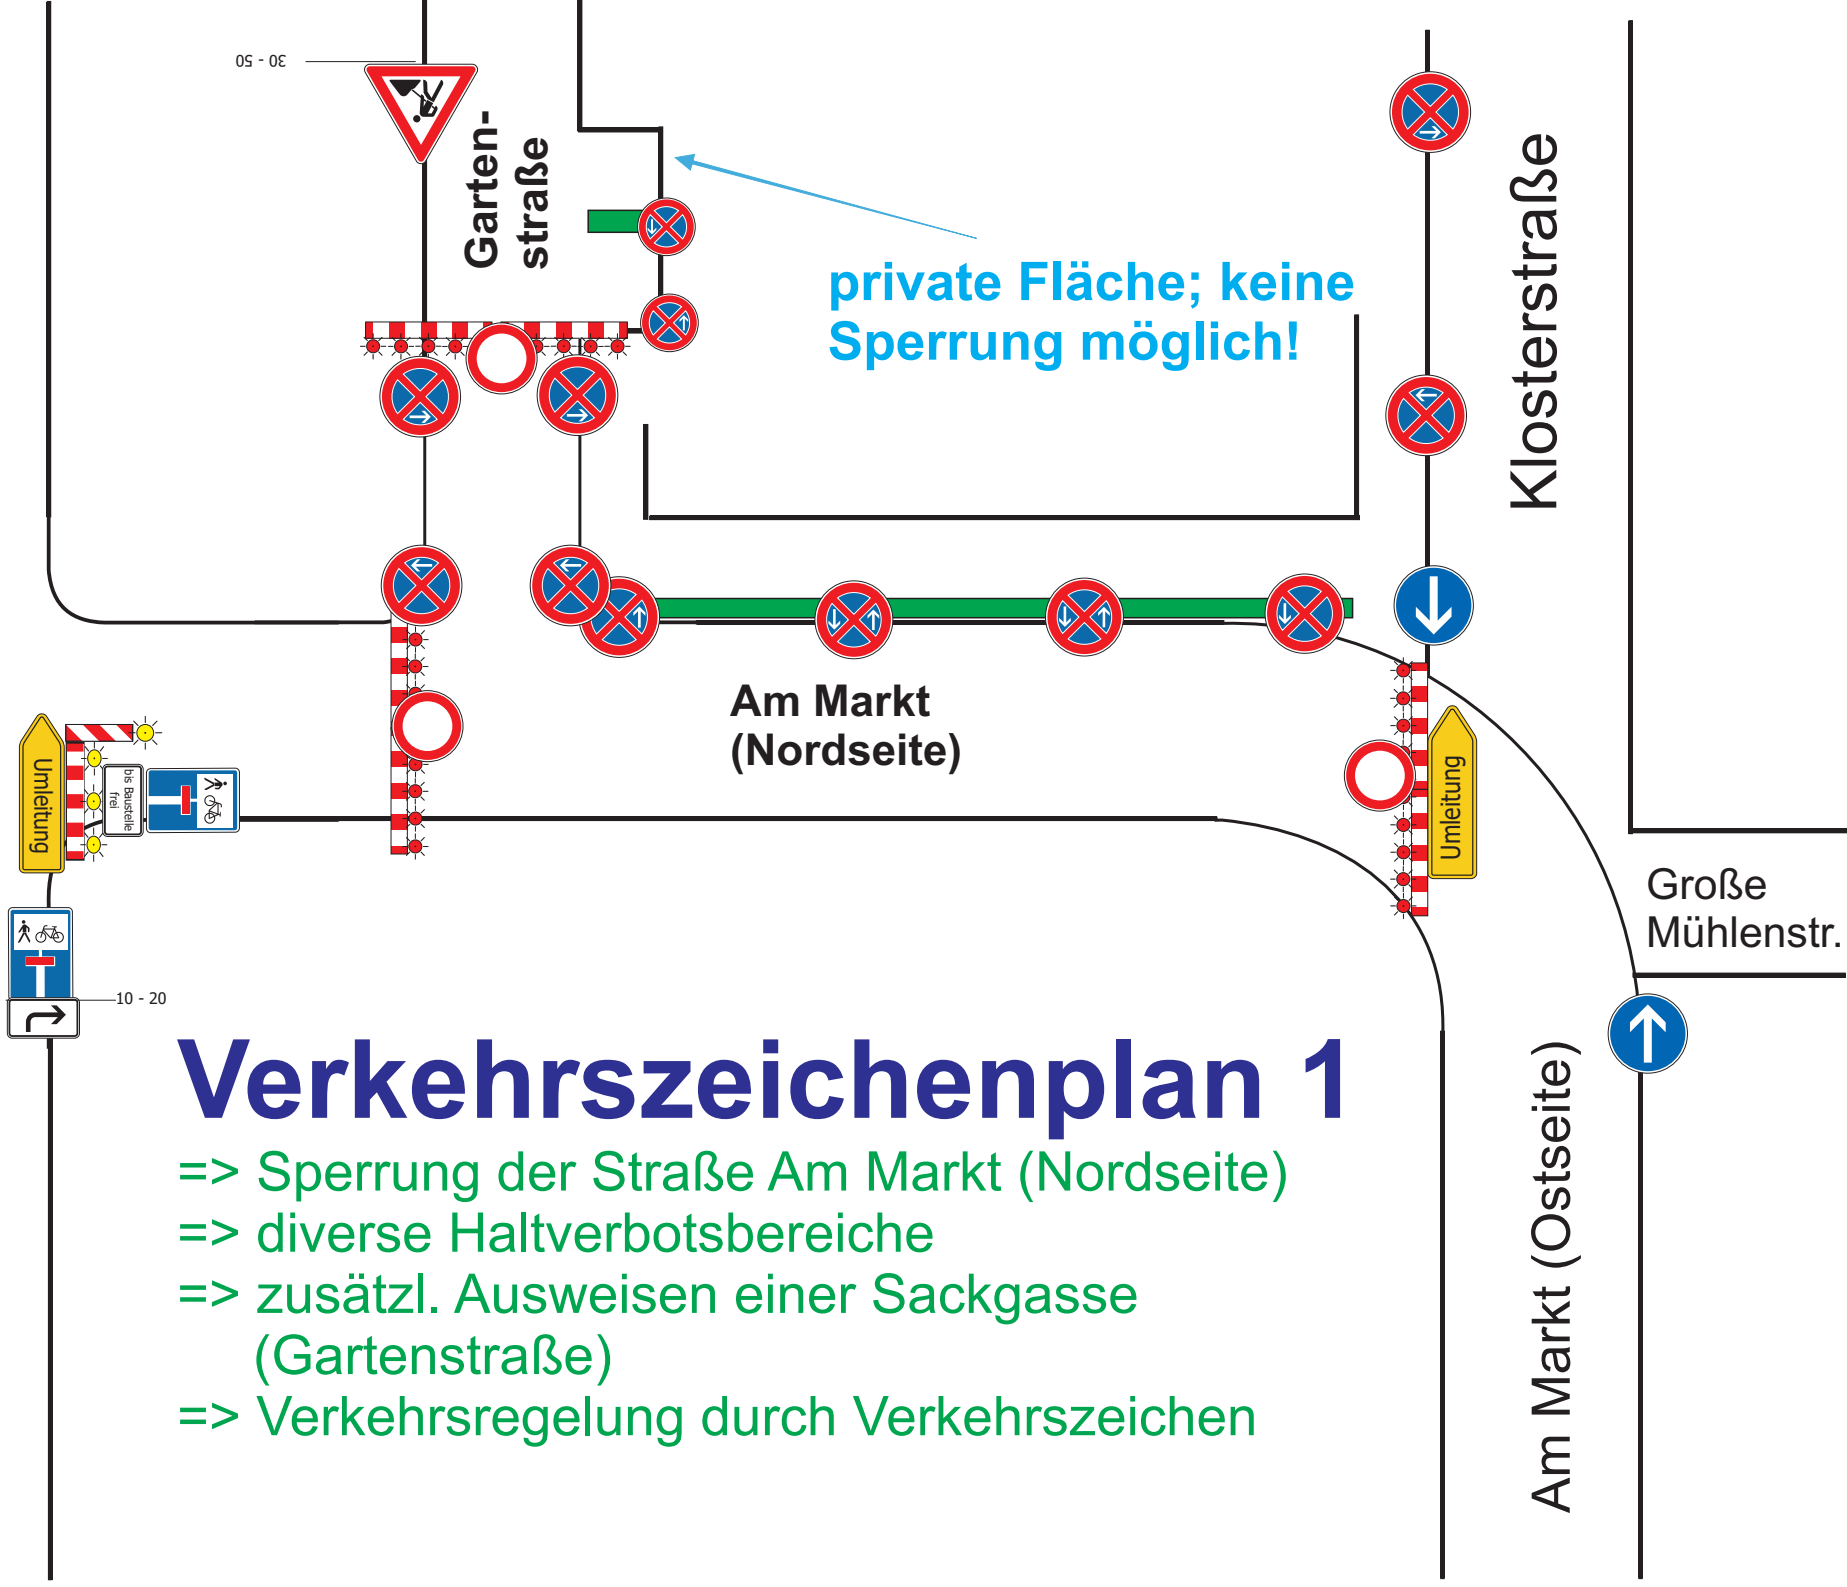 30 - 50
Garten-
straße
private Fläche; keine
Sperrung möglich!
Klosterstraße
Am Markt
(Nordseite)
Umleitung
bis Baustelle
frei
Umleitung
Große
Mühlenstr.
10 - 20
Verkehrszeichenplan 1
=> Sperrung der Straße Am Markt (Nordseite)
=> diverse Haltverbotsbereiche
=> zusätzl. Ausweisen einer Sackgasse
(Gartenstraße)
=> Verkehrsregelung durch Verkehrszeichen
Am Markt (Ostseite)